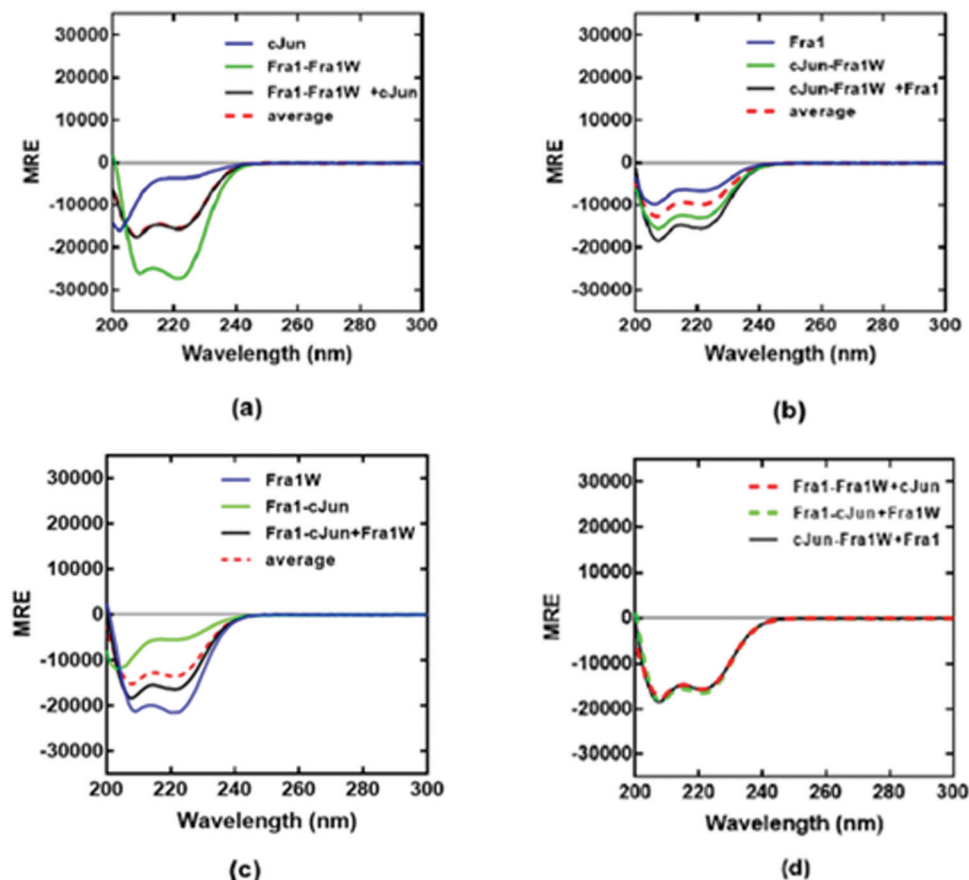 30000
20000
10000
0
-10000
-20000
-30000
MRE
cJun
Fra1-Fra1W
Fra1-Fra1W +cJun
average
200 220 240 260 280 300
Wavelength (nm)
(a)
30000
20000
10000
0
-10000
-20000
-30000
MRE
Fra1
cJun-Fra1W
cJun-Fra1W +Fra1
average
200 220 240 260 280 300
Wavelength (nm)
(b)
30000
20000
10000
0
-10000
-20000
-30000
MRE
Fra1W
Fra1-cJun
Fra1-cJun+Fra1W
average
200 220 240 260 280 300
Wavelength (nm)
(c)
30000
20000
10000
0
-10000
-20000
-30000
MRE
Fra1-Fra1W+cJun
Fra1-cJun+Fra1W
cJun-Fra1W+Fra1
200 220 240 260 280 300
Wavelength (nm)
(d)